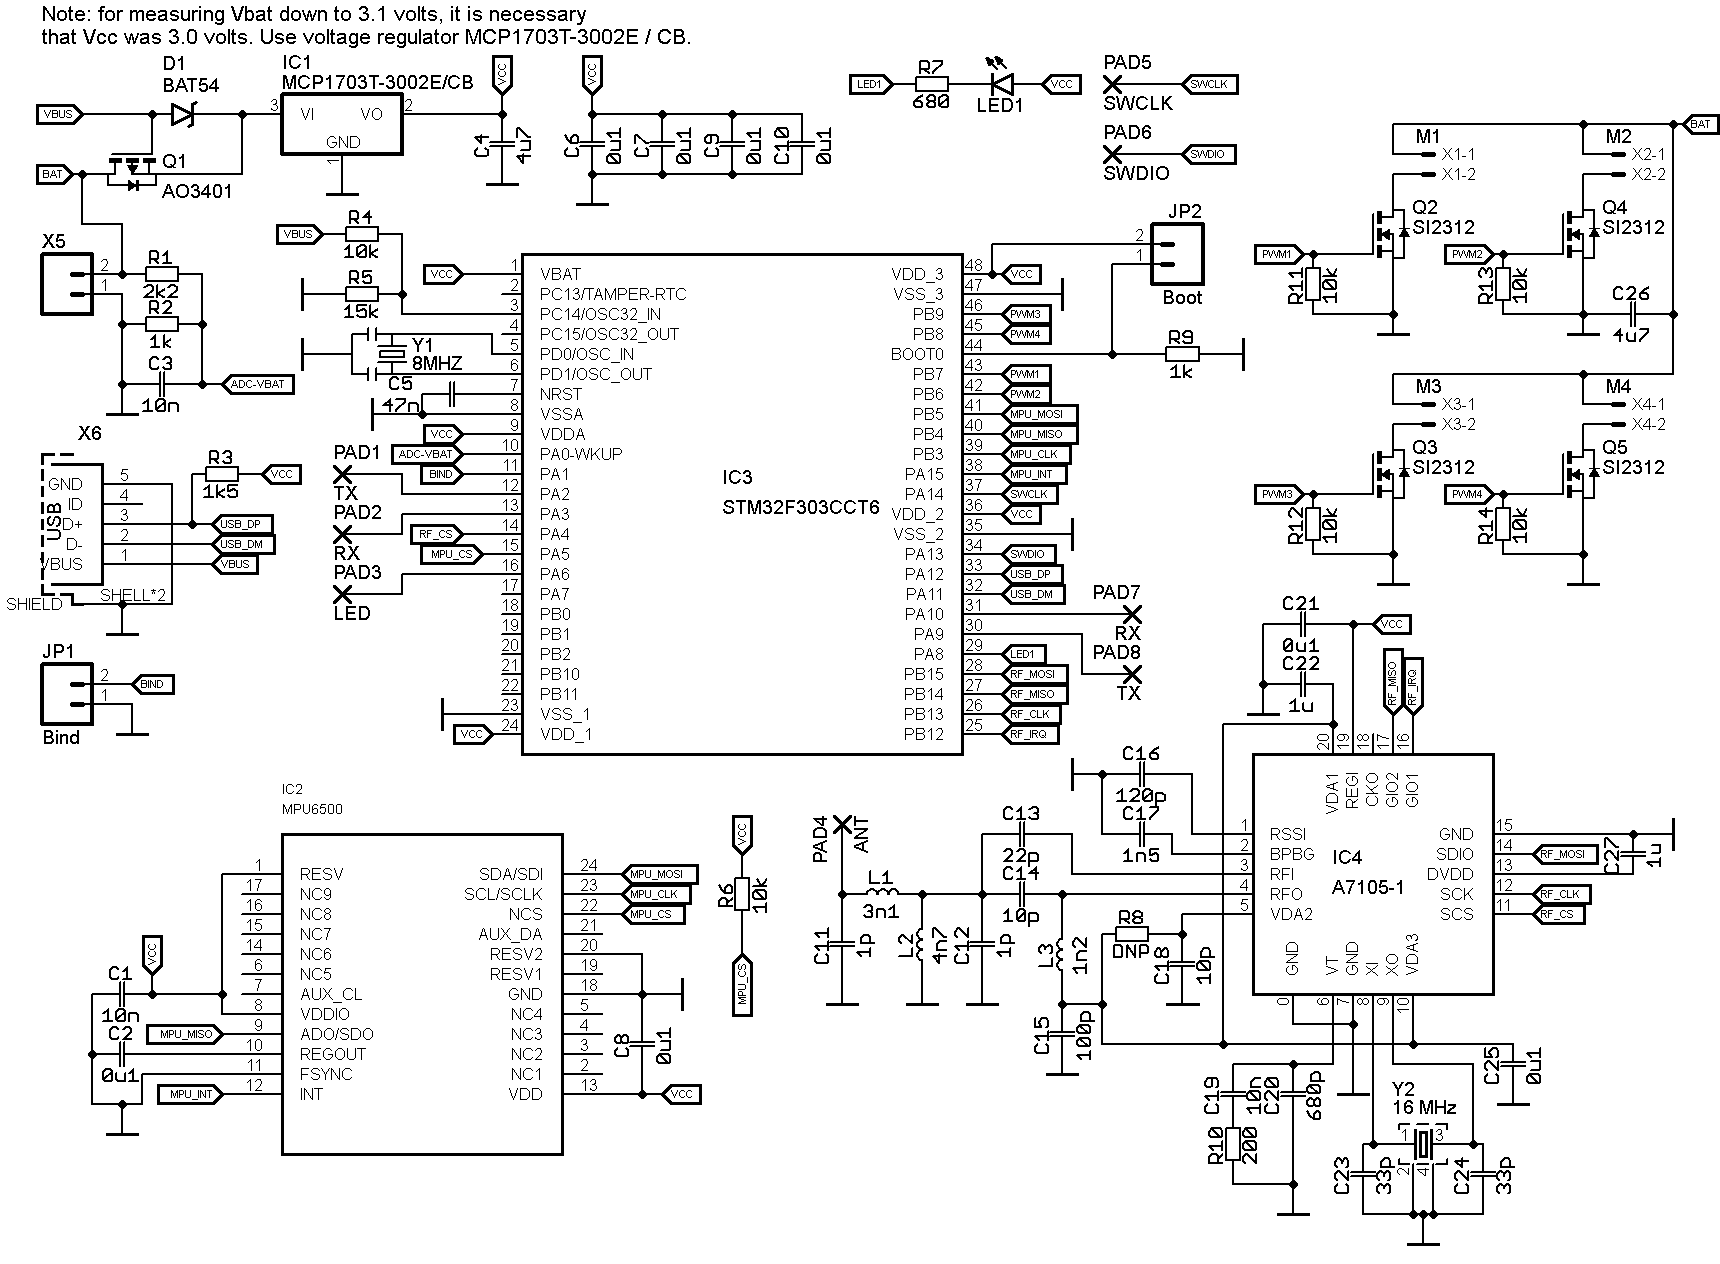 Note: for measuring Vbat down to 3.1 volts, it is necessary
that Vcc was 3.0 volts. Use voltage regulator MCP1703T-3002E / CB.
D1
BAT54
IC1
MCP1703T-3002E/CB
VBUS
3
VI
VO
2
GND
1
BAT
Q1
AO3401
VCC
C4
4u7
VCC
C6
0u1
C7
0u1
C9
0u1
C10
0u1
LED1
R7
680
LED1
VCC
PAD5
SWCLK
SWCLK
PAD6
SWDIO
SWDIO
BAT
M1
X1-1
X1-2
M2
X2-1
X2-2
Q2
SI2312
Q4
SI2312
PWM1
R11
10k
PWM2
R13
10k
C26
4u7
M3
X3-1
X3-2
M4
X4-1
X4-2
Q3
SI2312
Q5
SI2312
PWM3
R12
10k
PWM4
R14
10k
X5
2
1
R1
2k2
R2
1k
C3
10n
ADC-VBAT
VBUS
R4
10k
R5
15k
Y1
8MHZ
C5
47n
X6
USB
GND
5
ID
4
D+
3
D-
2
VBUS
1
SHIELD
SHELL*2
R3
1k5
VCC
USB_DP
USB_DM
VBUS
JP1
2
1
BIND
Bind
PAD1
TX
PAD2
RX
PAD3
LED
IC3
STM32F303CCT6
VCC
1 VBAT
2 PC13/TAMPER-RTC
3 PC14/OSC32_IN
4 PC15/OSC32_OUT
5 PD0/OSC_IN
6 PD1/OSC_OUT
7 NRST
8 VSSA
VCC 9 VDDA
ADC-VBAT 10 PA0-WKUP
BIND 11 PA1
12 PA2
13 PA3
RF_CS 14 PA4
MPU_CS 15 PA5
16 PA6
17 PA7
18 PB0
19 PB1
20 PB2
21 PB10
22 PB11
23 VSS_1
VCC 24 VDD_1
VDD_3 48 VCC
VSS_3 47
PB9 46 PWM3
PB8 45 PWM4
BOOT0 44
PB7 43 PWM1
PB6 42 PWM2
PB5 41 MPU_MOSI
PB4 40 MPU_MISO
PB3 39 MPU_CLK
PA15 38 MPU_INT
PA14 37 SWCLK
VDD_2 36 VCC
VSS_2 35
PA13 34 SWDIO
PA12 33 USB_DP
PA11 32 USB_DM
PA10 31
PA9 30
PA8 29 LED1
PB15 28 RF_MOSI
PB14 27 RF_MISO
PB13 26 RF_CLK
PB12 25 RF_IRQ
JP2
2
1
Boot
R9
1k
PAD7
RX
PAD8
TX
IC2
MPU6500
1 RESV
17 NC9
16 NC8
15 NC7
14 NC6
6 NC5
7 AUX_CL
8 VDDIO
MPU_MISO 9 ADO/SDO
10 REGOUT
11 FSYNC
MPU_INT 12 INT
SDA/SDI 24 MPU_MOSI
SCL/SCLK 23 MPU_CLK
NCS 22 MPU_CS
AUX_DA 21
RESV2 20
RESV1 19
GND 18
NC4 5
NC3 4
NC2 3
NC1 2
VDD 13 VCC
VCC
C1
10n
C2
0u1
C8
0u1
VCC
R6
10k
MPU_CS
PAD4
ANT
L1
3n1
C11
1p
L2
4n7
C12
1p
C13
22p
C14
10p
L3
1n2
C15
100p
C16
120p
C17
1n5
R8
DNP
C18
10p
C21
0u1
C22
1u
VCC
RF_MISO
RF_IRQ
IC4
A7105-1
20 VDA1
19 REGI
18 CKO
17 GIO2
16 GIO1
1 RSSI
2 BPBG
3 RFI
4 RFO
5 VDA2
GND 15
SDIO 14 RF_MOSI
DVDD 13
SCK 12 RF_CLK
SCS 11 RF_CS
GND 0
VT 6
GND 7
XI 8
XO 9
VDA3 10
C27
1u
C25
0u1
C19
10n
C20
680p
R10
200
Y2
16 MHz
1
3
2
4
C23
33p
C24
33p